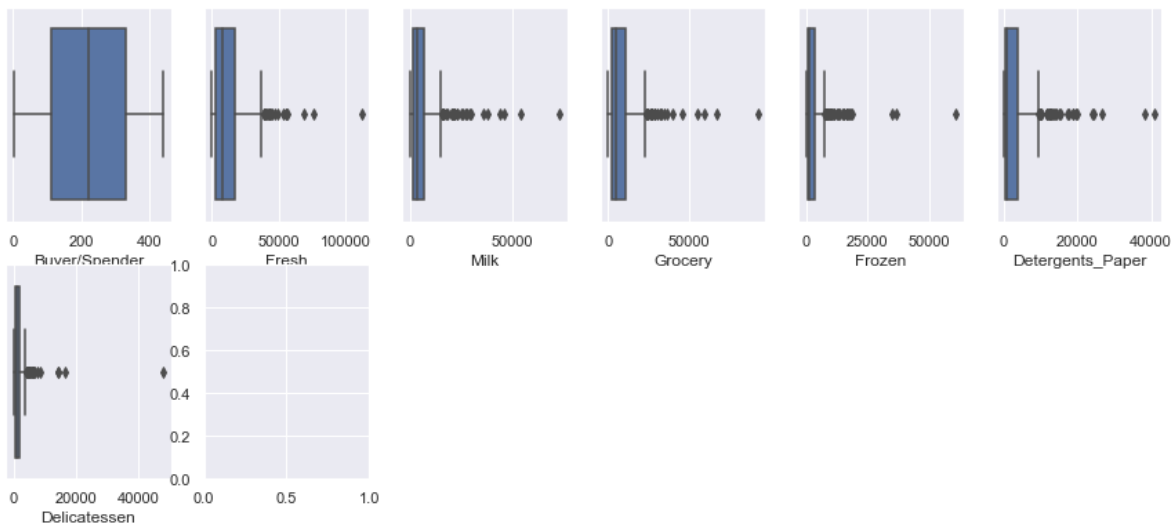 0 200 400
Buyer/Spender
0 50000 100000
Fresh
0 50000
Milk
0 50000
Grocery
0 25000 50000
Frozen
0 20000 40000
Detergents_Paper
0 20000 40000
Delicatessen
1.0
0.8
0.6
0.4
0.2
0.0
0.0 0.5 1.0